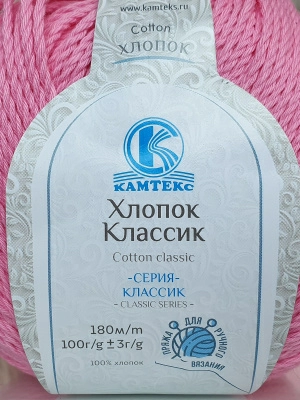 www.kamteks.ru
Cotton
ХЛОПОК
КАМТЕКС
Хлопок
Классик
Cotton classic
-СЕРИЯ-
КЛАССИК
- CLASSIC SERIES -
180м/m
100г/g ± 3г/g
100% хлопок
ПРЯЖА ДЛЯ РУЧНОГО
ВЯЗАНИЯ